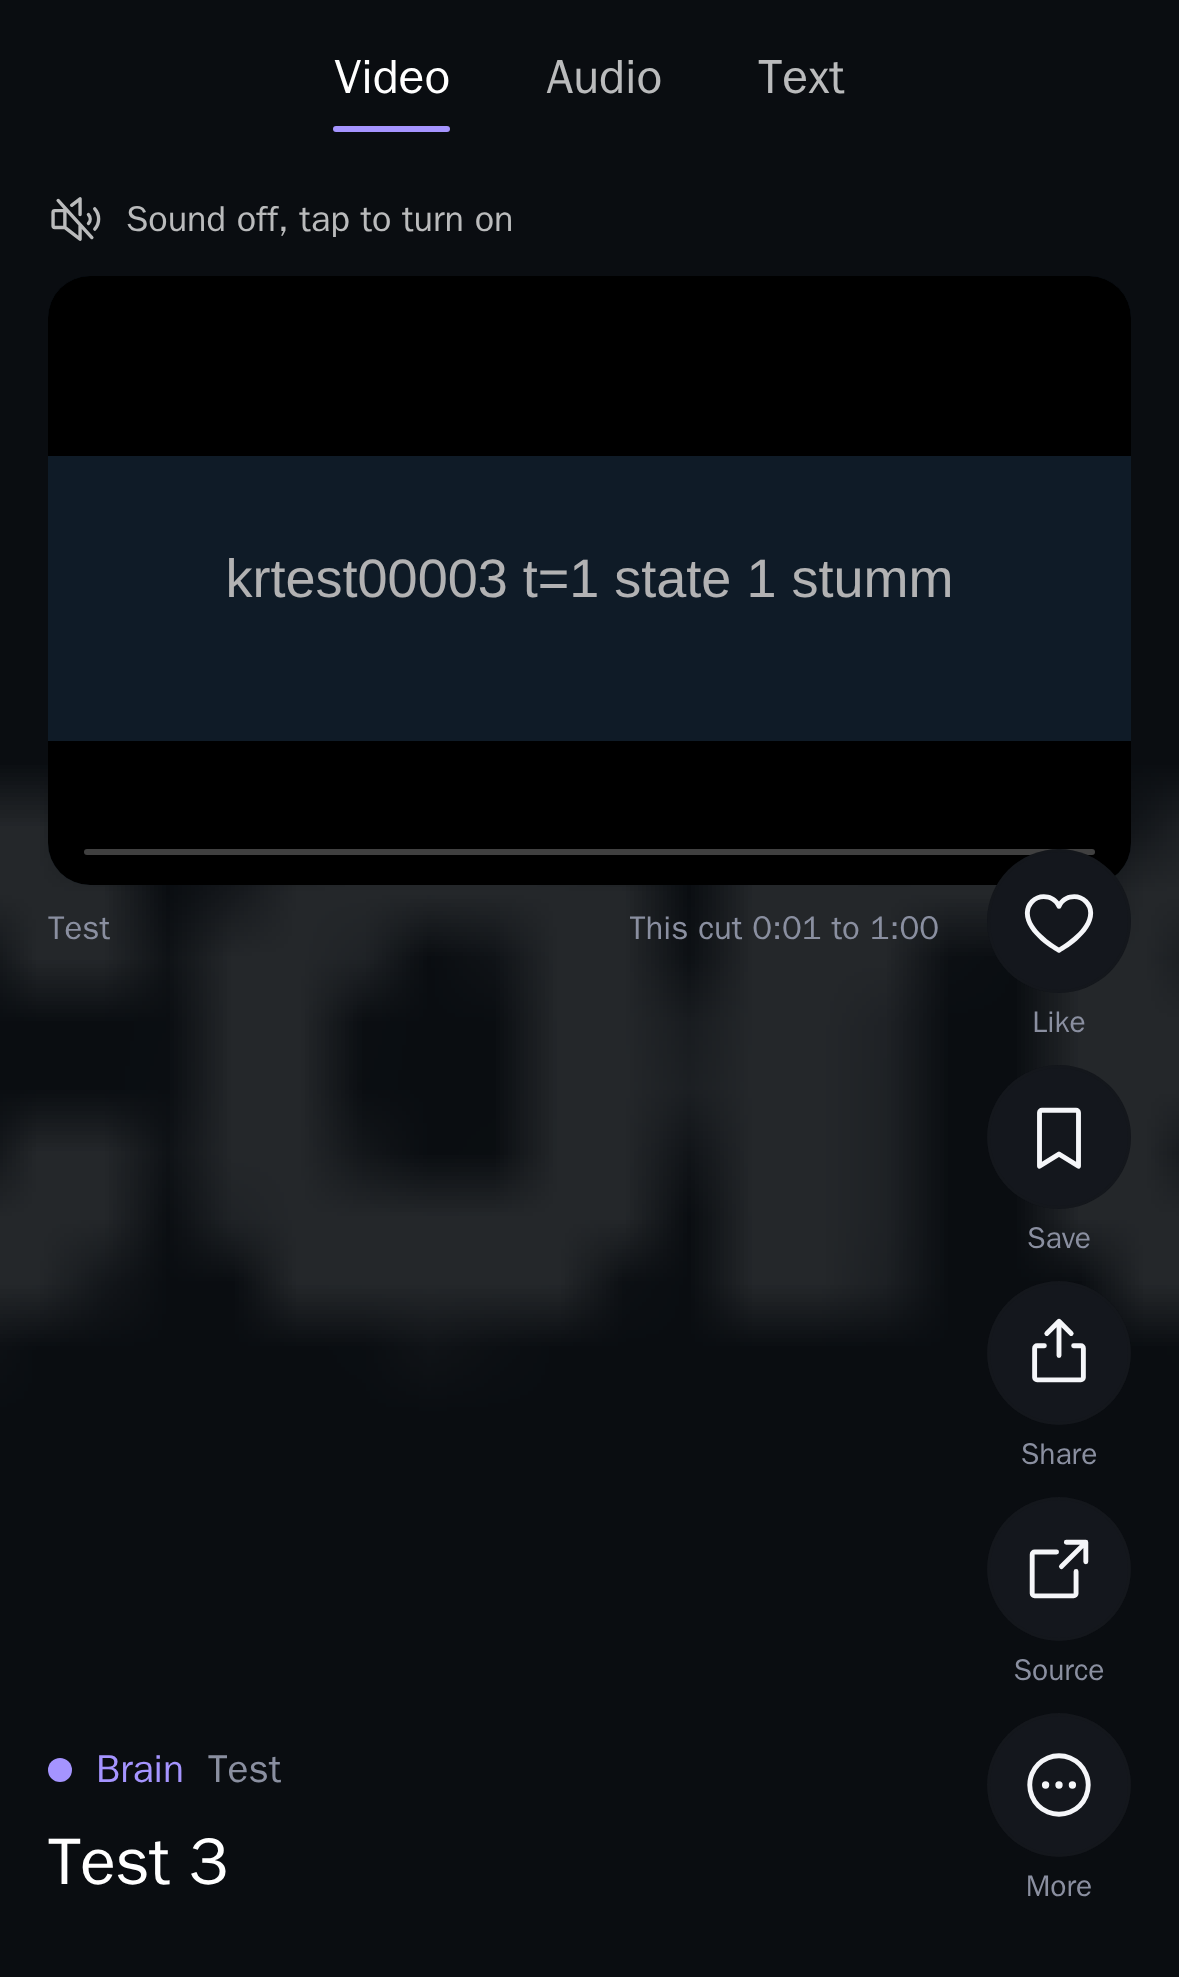 Video Audio Text
Sound off, tap to turn on
krtest00003 t=1 state 1 stumm
Test This cut 0:01 to 1:00
Like
Save
Share
Source
Brain Test
Test 3
More